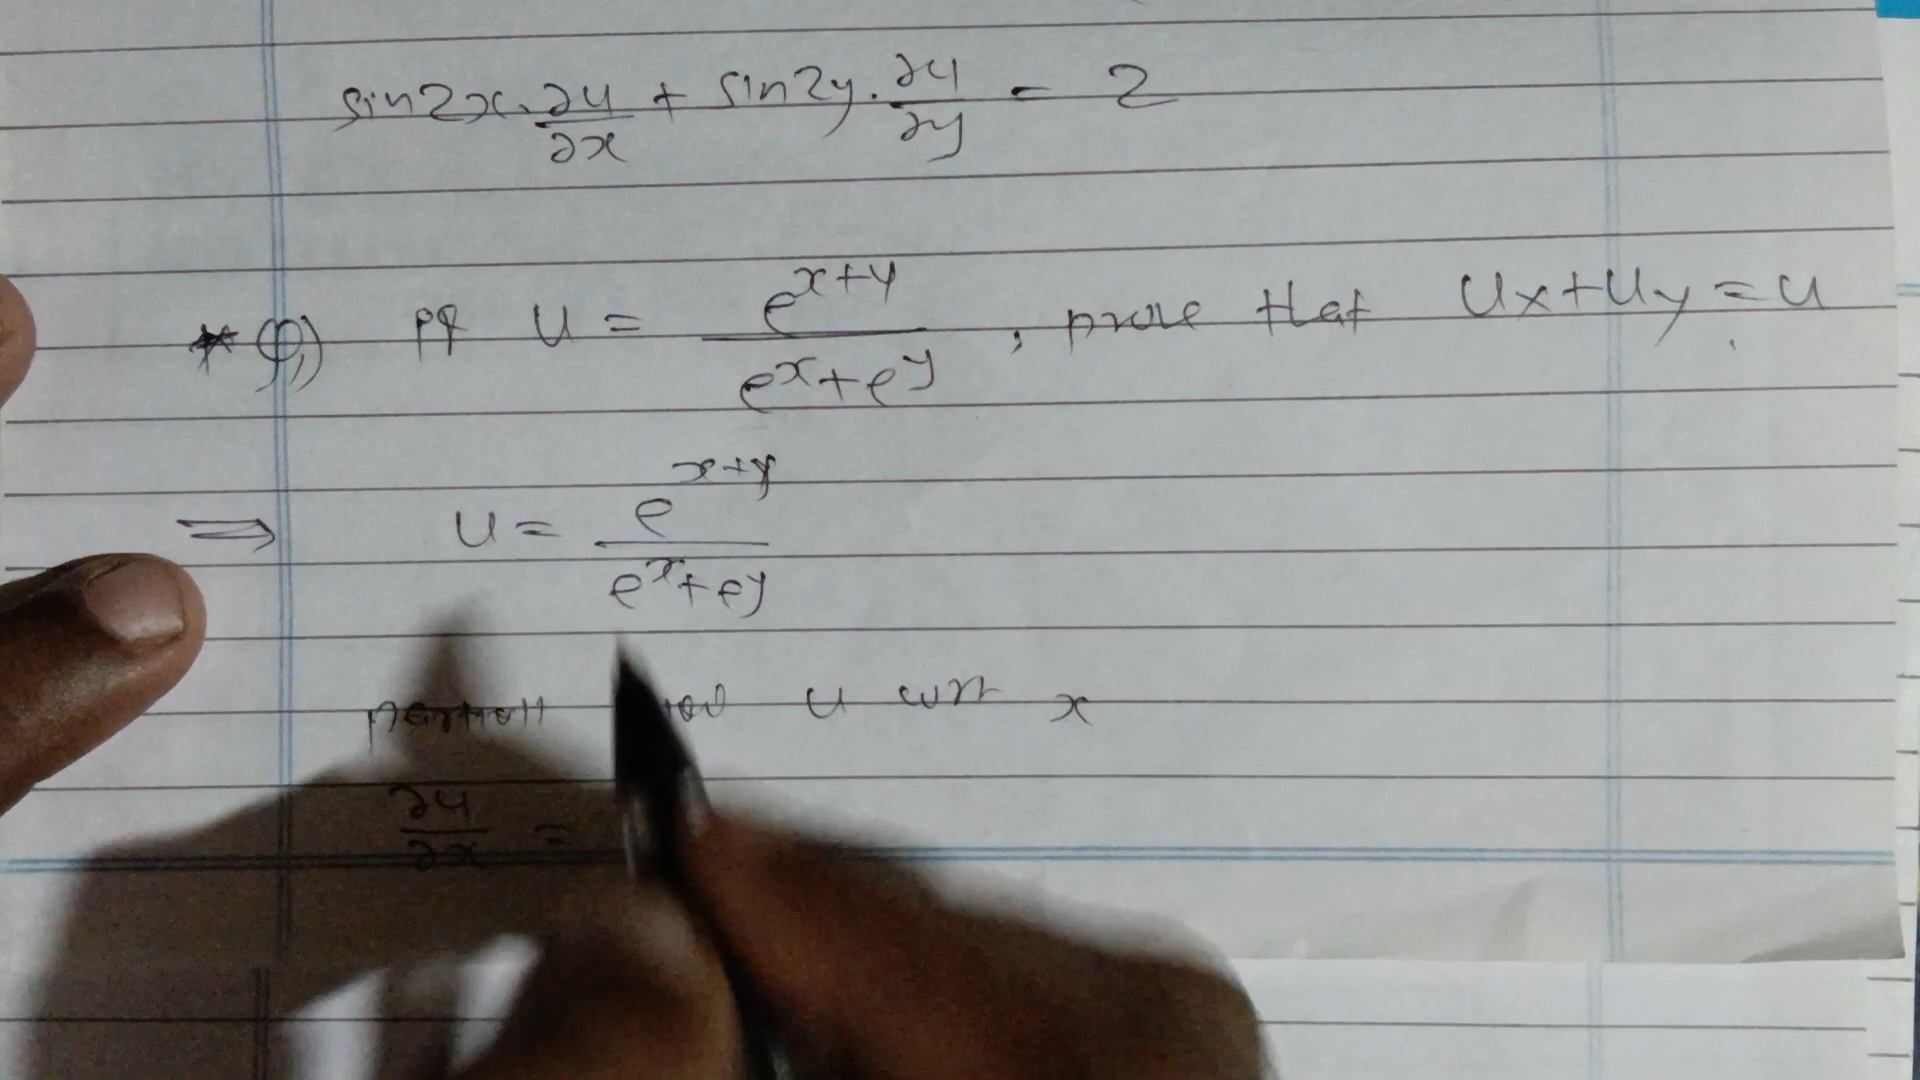 sin2x.∂u/∂x + sin2y.∂u/∂y = 2
* Q,) If u = e^(x+y)/(e^x+e^y), prove that Ux+Uy=u
⇒ u = e^(x+y)/(e^x+e^y)
u wrt x
∂u/∂x =